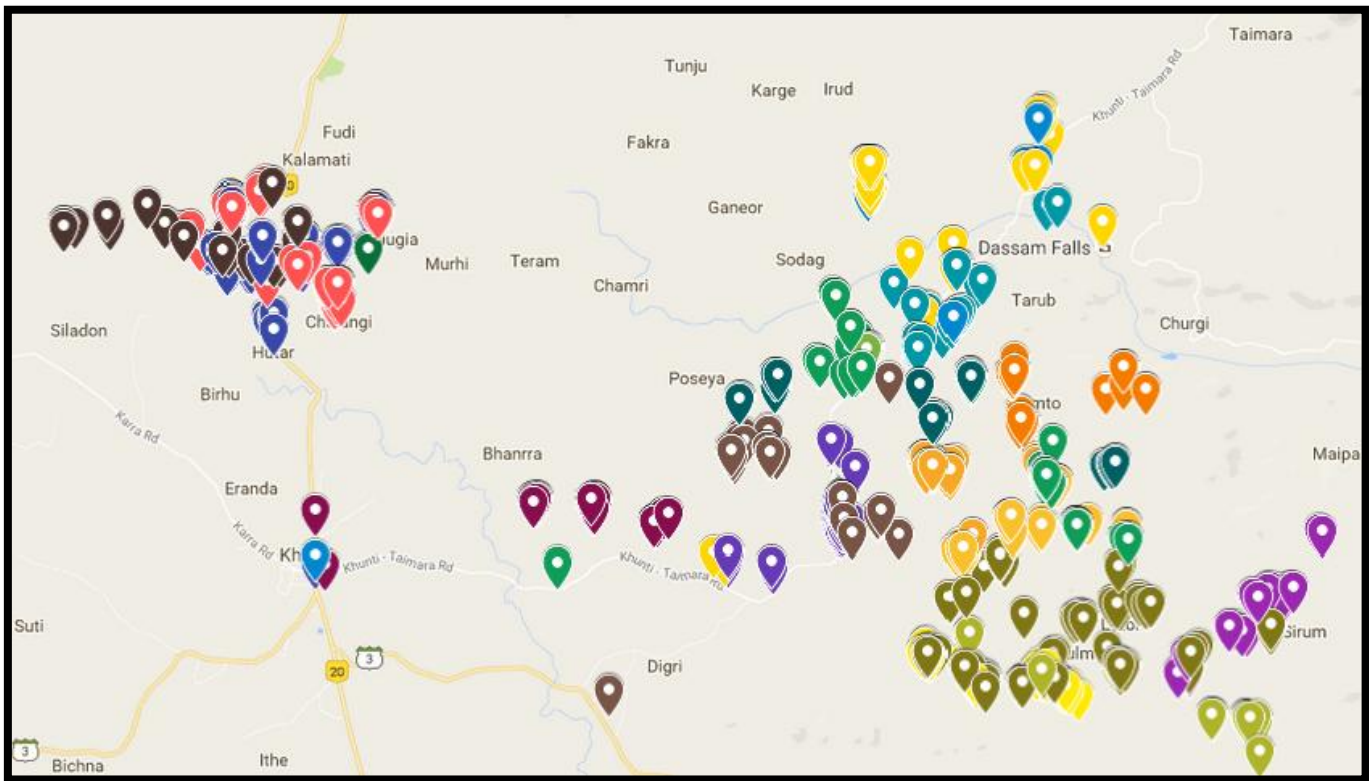 Taimara
Tunju
Karge
Irud
Khunti - Taimara Rd
Fudi
Fakra
Kalamati
Ganeor
Dassam Falls
Murhi
Teram
Sodag
Chamri
Tarub
Siladon
Churgi
Birhu
Poseya
Karra Rd
Bhanrra
Maipa
Eranda
Karra Rd
Khunti - Taimara Rd
Khunti - Taimara Rd
Suti
Sirum
3
20
Digri
3
Ithe
Bichna